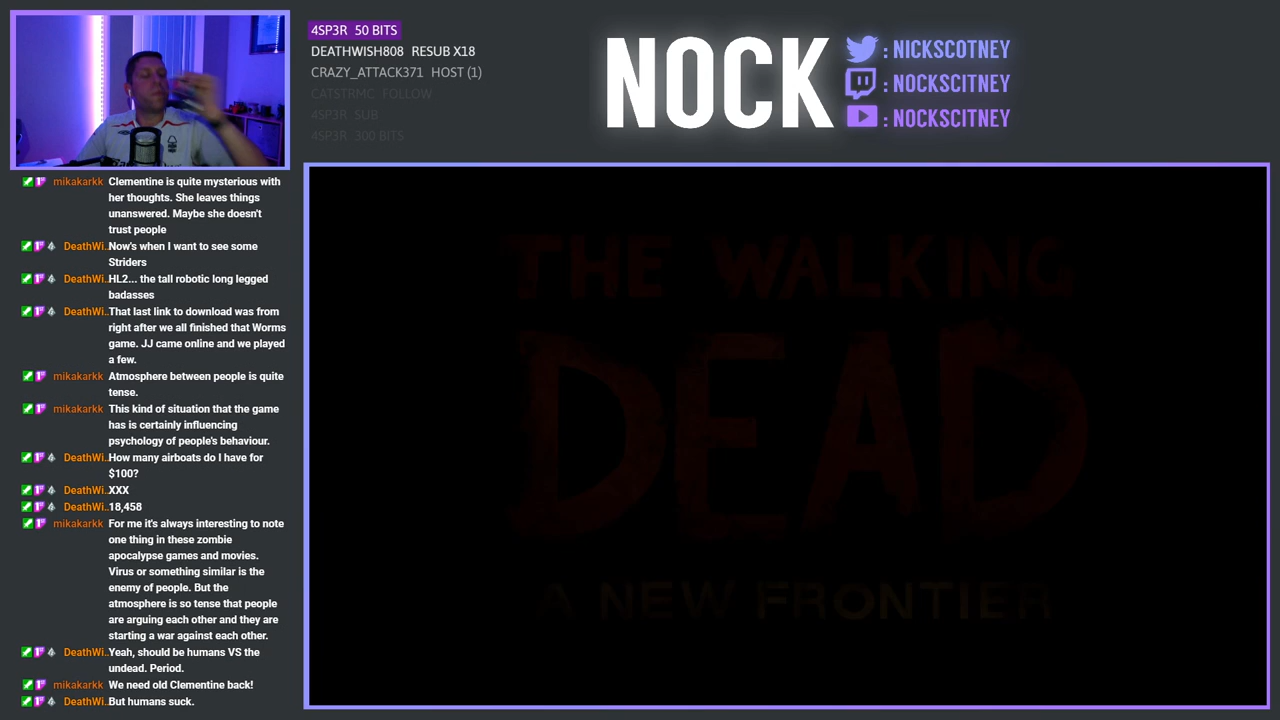 4SP3R 50 BITS
DEATHWISH808 RESUB X18
CRAZY_ATTACK371 HOST (1)
CATSTRMC FOLLOW
4SP3R SUB
4SP3R 300 BITS
NOCK
: NICKSCOTNEY
: NOCKSCITNEY
: NOCKSCITNEY
mikakarkk Clementine is quite mysterious with
her thoughts. She leaves things
unanswered. Maybe she doesn't
trust people
DeathWi.. Now's when I want to see some
Striders
DeathWi.. HL2... the tall robotic long legged
badasses
DeathWi.. That last link to download was from
right after we all finished that Worms
game. JJ came online and we played
a few.
mikakarkk Atmosphere between people is quite
tense.
mikakarkk This kind of situation that the game
has is certainly influencing
psychology of people's behaviour.
DeathWi.. How many airboats do I have for
$100?
DeathWi.. XXX
DeathWi.. 18,458
mikakarkk For me it's always interesting to note
one thing in these zombie
apocalypse games and movies.
Virus or something similar is the
enemy of people. But the
atmosphere is so tense that people
are arguing each other and they are
starting a war against each other.
DeathWi.. Yeah, should be humans VS the
undead. Period.
mikakarkk We need old Clementine back!
DeathWi.. But humans suck.
THE WALKING
DEAD
A NEW FRONTIER